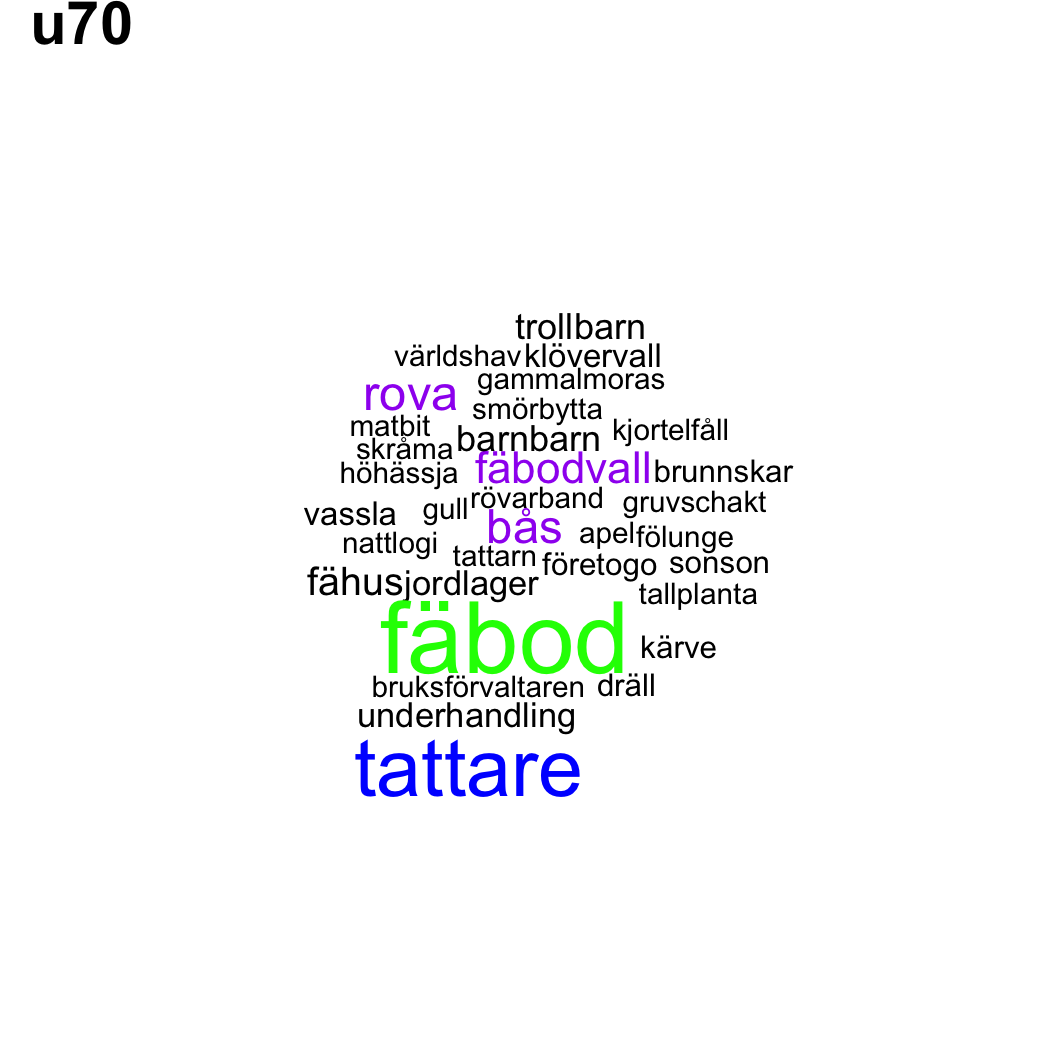 u70
trollbarn
världshav klövervall
gammalmoras
rova
smörbytta
matbit
barnbarn
kjortelfåll
skråma
höhässja
fäbodvall
brunnskar
rövarband
gruvschakt
vassla
gull
bås
apel
fölunge
nattlogi
tattarn
företogo
sonson
fähus
jordlager
tallplanta
fäbod
kärve
bruksförvaltaren
dräll
underhandling
tattare